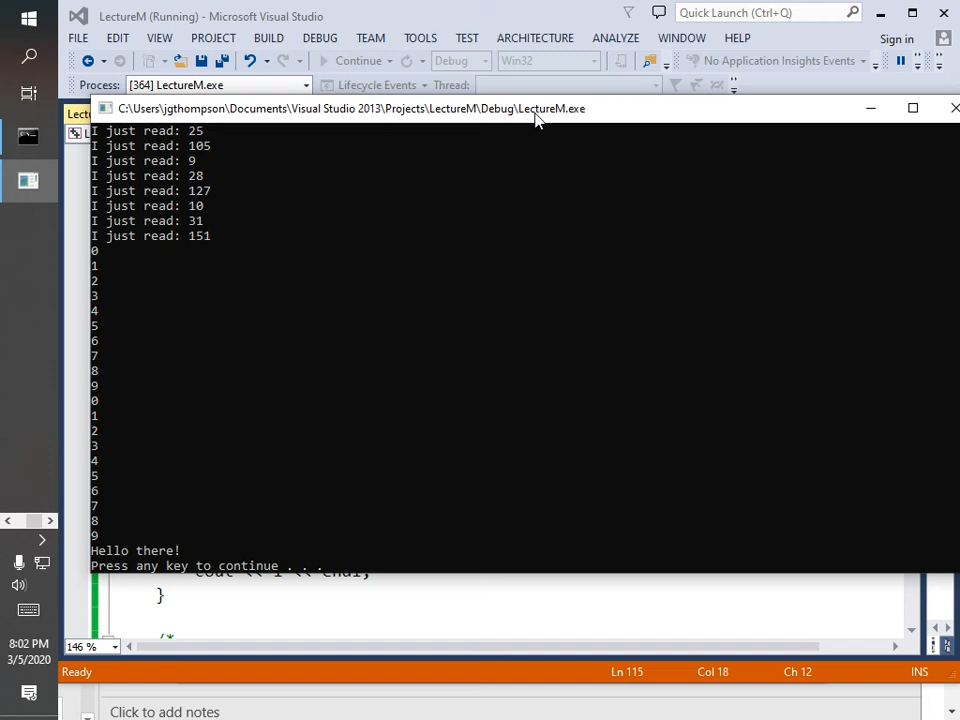 LectureM (Running) - Microsoft Visual Studio
Quick Launch (Ctrl+Q)
FILE EDIT VIEW PROJECT BUILD DEBUG TEAM TOOLS TEST ARCHITECTURE ANALYZE WINDOW HELP
Sign in
Continue Debug Win32 No Application Insights Events
Process: [364] LectureM.exe Lifecycle Events Thread:
C:\Users\jgthompson\Documents\Visual Studio 2013\Projects\LectureM\Debug\LectureM.exe
I just read: 25
I just read: 105
I just read: 9
I just read: 28
I just read: 127
I just read: 10
I just read: 31
I just read: 151
0
1
2
3
4
5
6
7
8
9
0
1
2
3
4
5
6
7
8
9
Hello there!
Press any key to continue . . .
}
/*
146 %
Ready Ln 115 Col 18 Ch 12 INS
Click to add notes
8:02 PM
3/5/2020